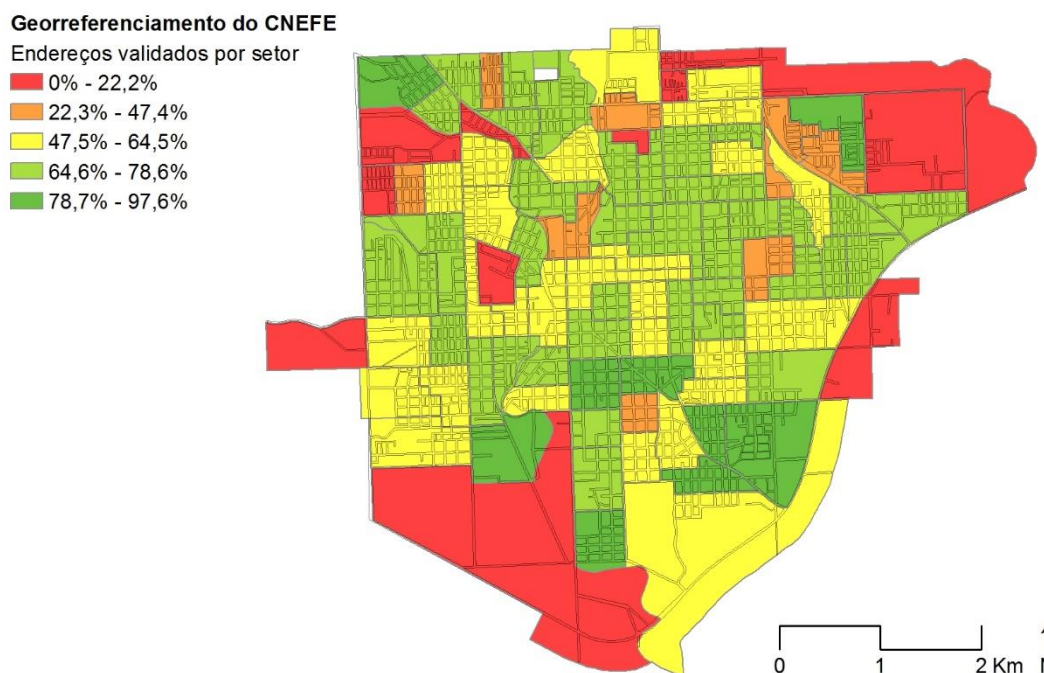 Georreferenciamento do CNEFE
Endereços validados por setor
0% - 22,2%
22,3% - 47,4%
47,5% - 64,5%
64,6% - 78,6%
78,7% - 97,6%
0 1 2 Km